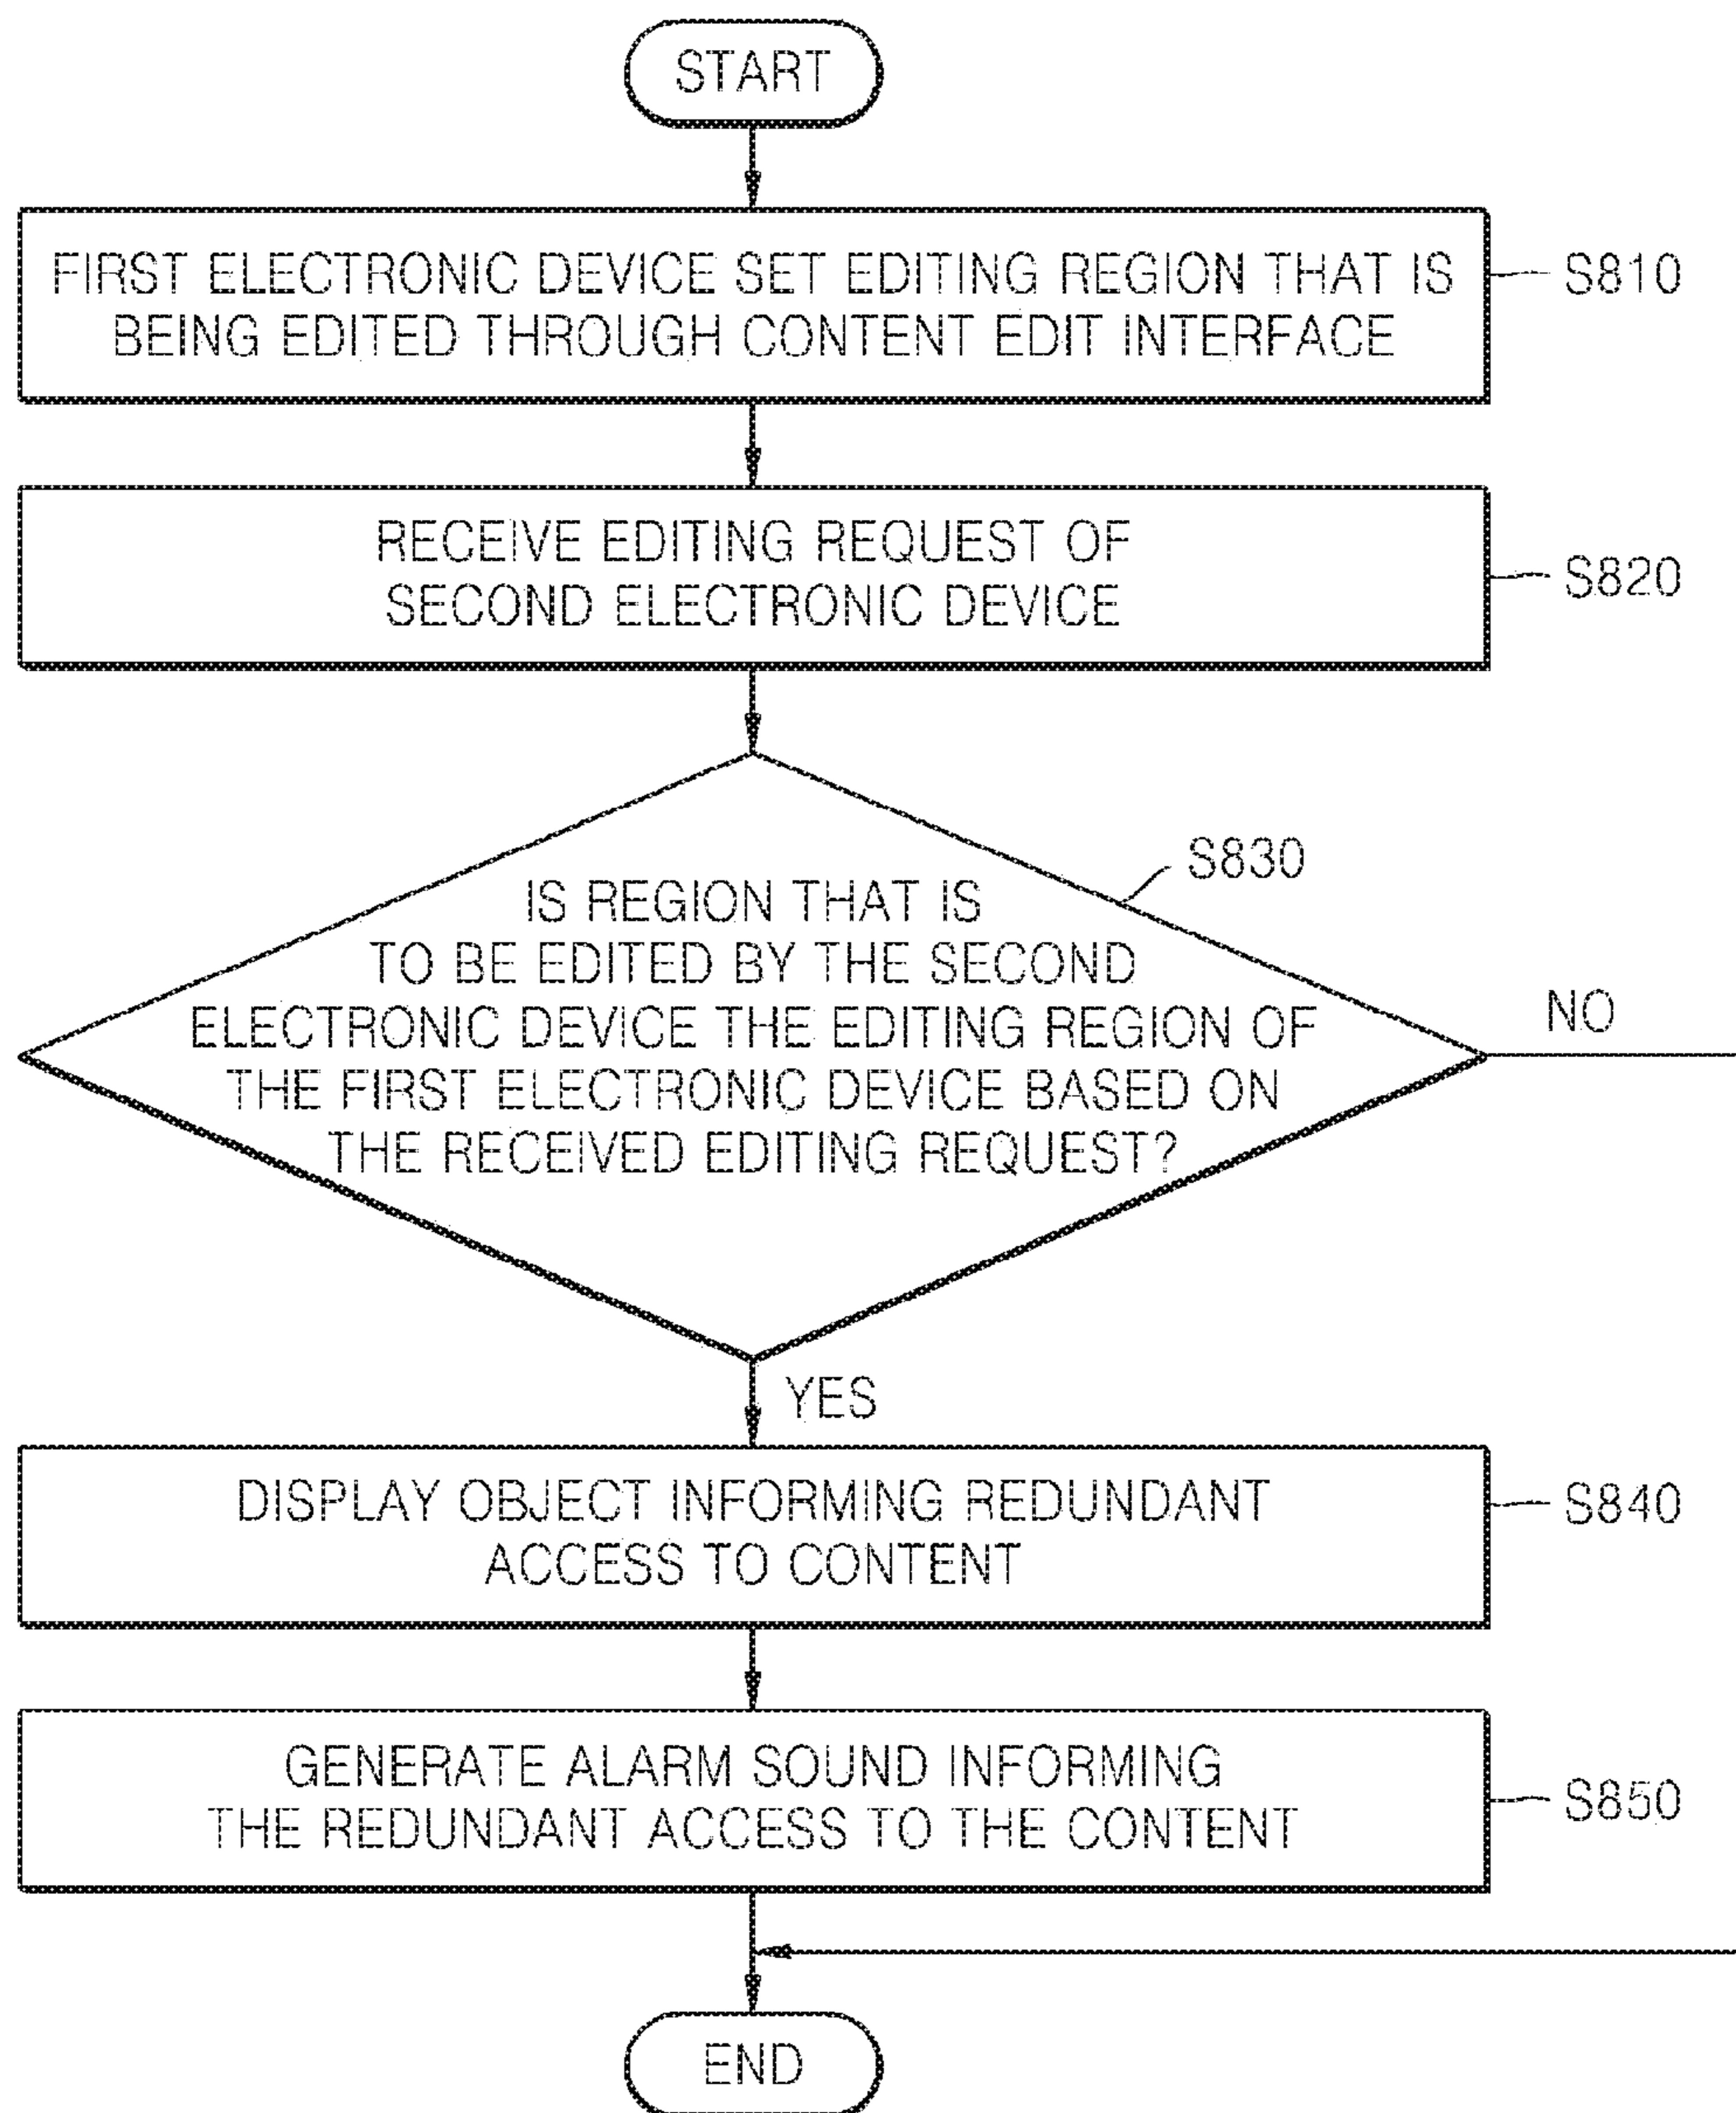 START
FIRST ELECTRONIC DEVICE SET EDITING REGION THAT IS
BEING EDITED THROUGH CONTENT EDIT INTERFACE
S810
RECEIVE EDITING REQUEST OF
SECOND ELECTRONIC DEVICE
S820
S830
IS REGION THAT IS
TO BE EDITED BY THE SECOND
ELECTRONIC DEVICE THE EDITING REGION OF
THE FIRST ELECTRONIC DEVICE BASED ON
THE RECEIVED EDITING REQUEST?
NO
YES
DISPLAY OBJECT INFORMING REDUNDANT
ACCESS TO CONTENT
S840
GENERATE ALARM SOUND INFORMING
THE REDUNDANT ACCESS TO THE CONTENT
S850
END